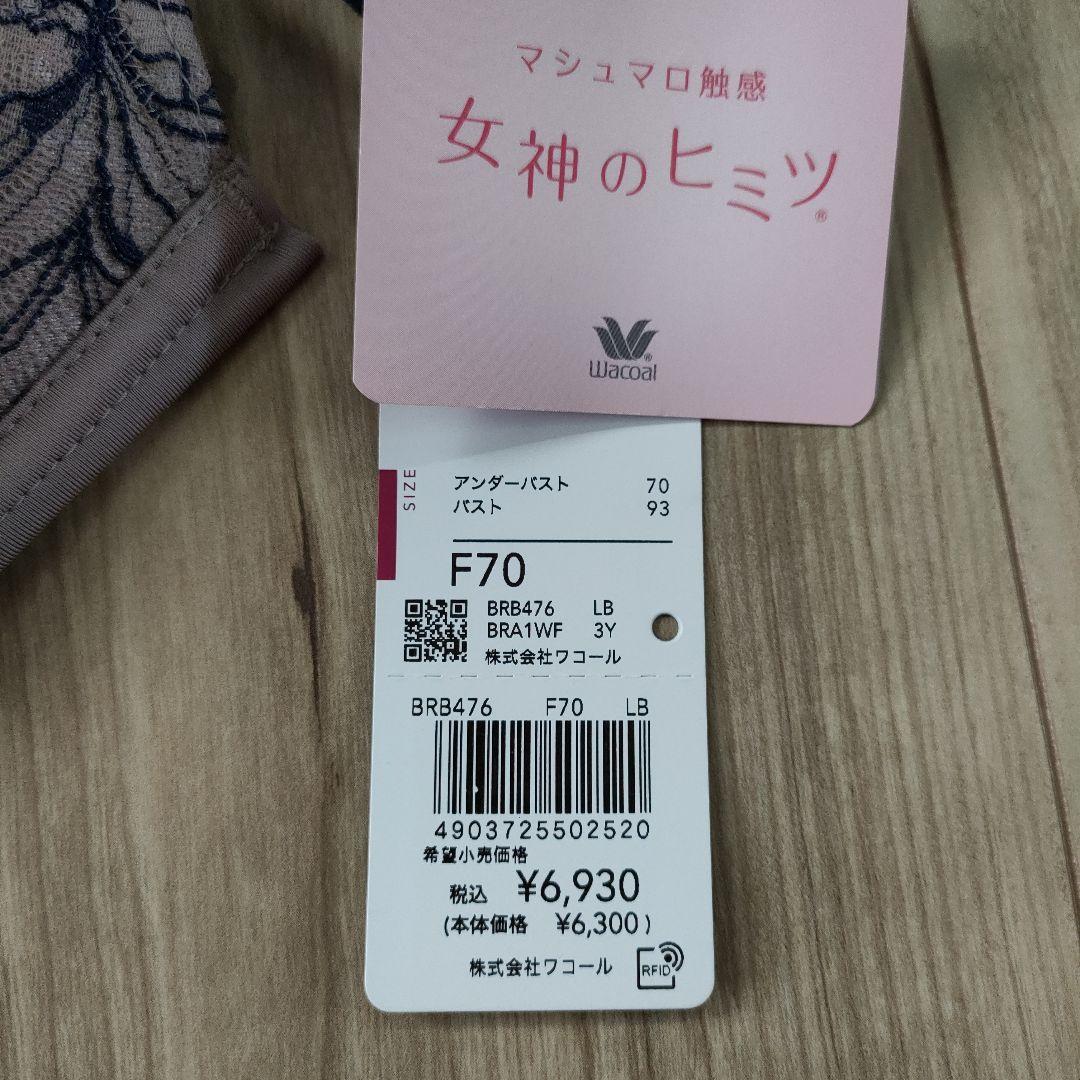 マシュマロ触感
女神のヒミツ®
®
Wacoal
SIZE
アンダーバスト 70
バスト 93
F70
BRB476 LB
BRA1WF 3Y
株式会社ワコール
BRB476 F70 LB
4903725502520
希望小売価格
税込 ¥6,930
(本体価格 ¥6,300)
株式会社ワコール
RFID